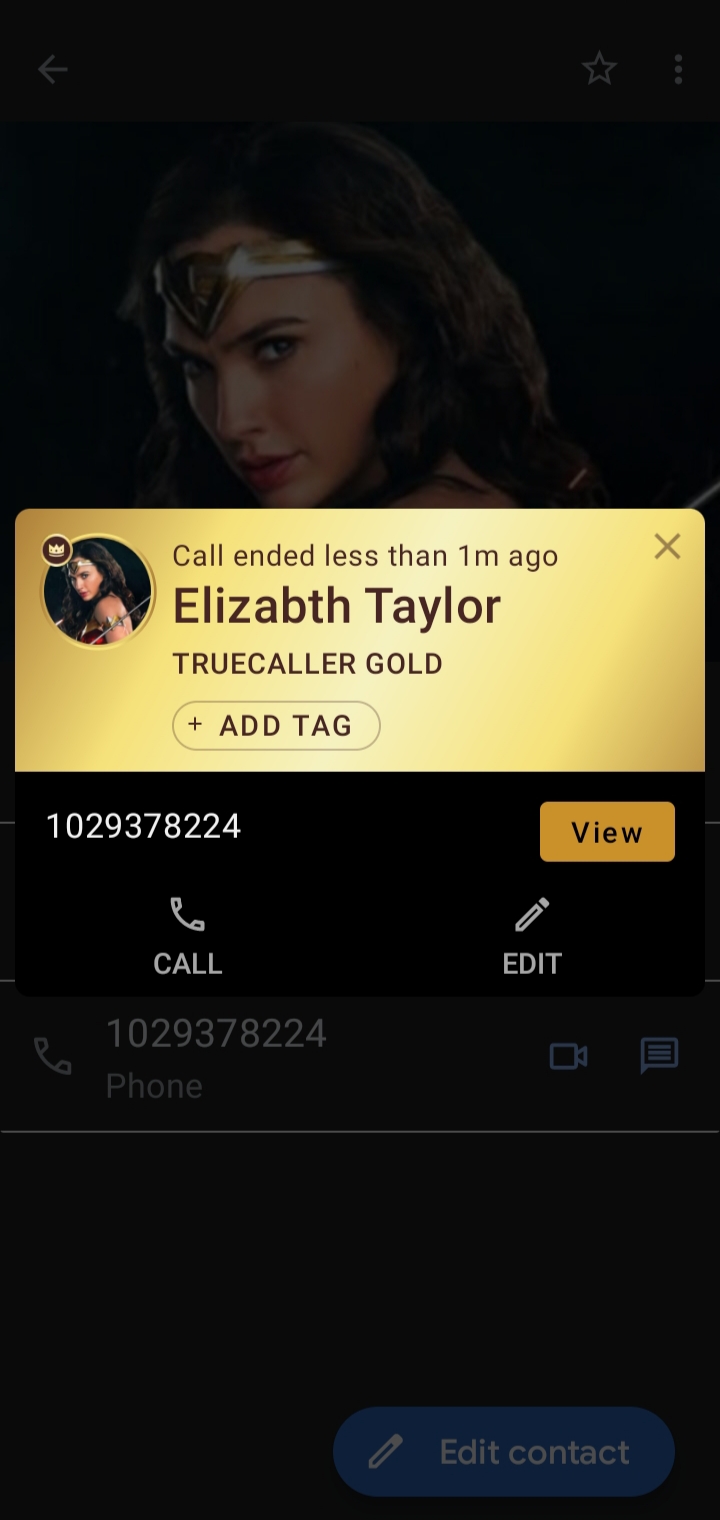 Call ended less than 1m ago
Elizabth Taylor
TRUECALLER GOLD
+ ADD TAG
1029378224
View
CALL
EDIT
1029378224
Phone
Edit contact